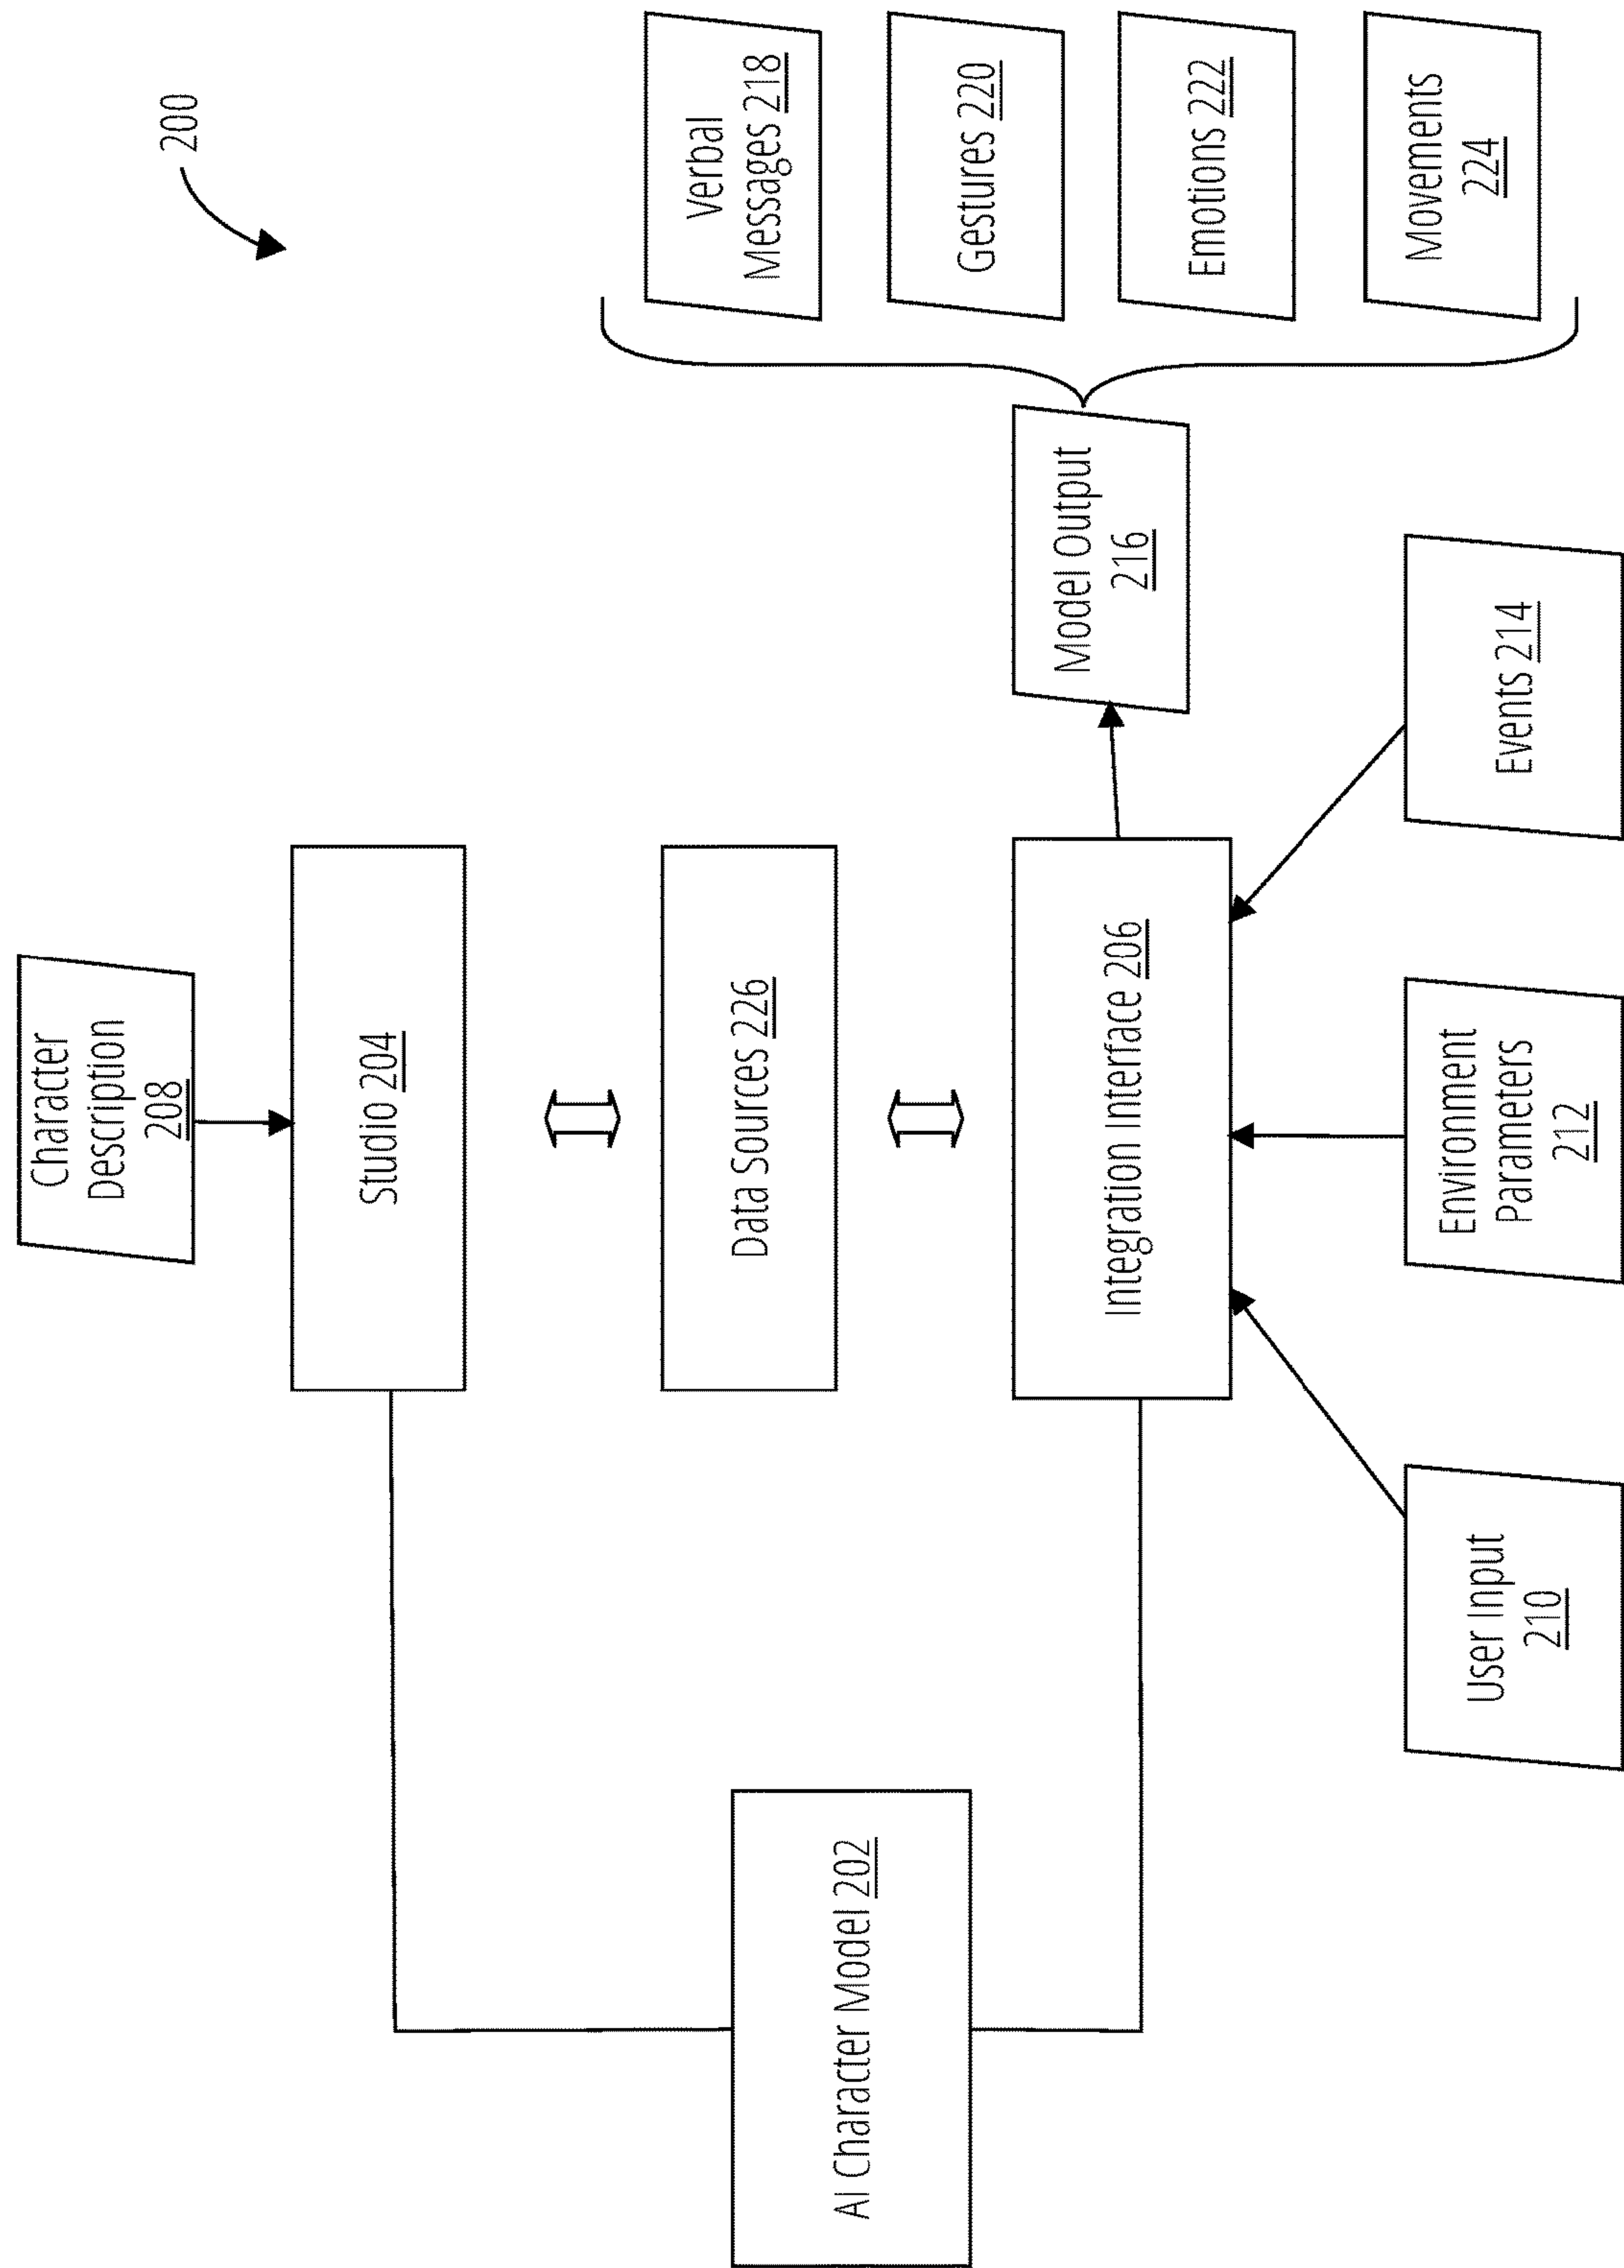 200
Character
Description
208
Studio 204
Data Sources 226
AI Character Model 202
Integration Interface 206
User Input
210
Environment
Parameters
212
Events 214
Model Output
216
Verbal
Messages 218
Gestures 220
Emotions 222
Movements
224